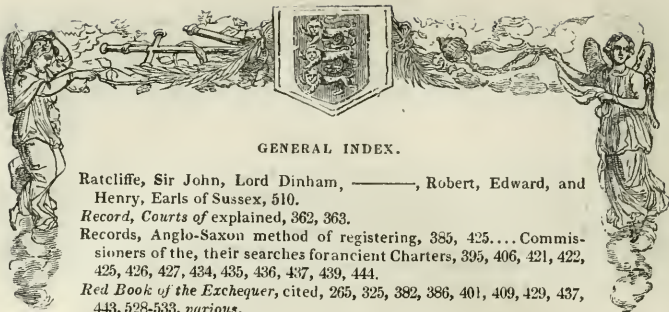 GENERAL INDEX.
Ratcliffe, Sir John, Lord Dinham, ———, Robert, Edward, and
Henry, Earls of Sussex, 510.
Record, Courts of explained, 362, 363.
Records, Anglo-Saxon method of registering, 385, 425.... Commis-
sioners of the, their searches for ancient Charters, 395, 406, 421, 422,
425, 426, 427, 434, 435, 436, 437, 439, 444.
Red Book of the Exchequer, cited, 265, 325, 382, 386, 401, 409, 429, 437,
443, 528-533, various.